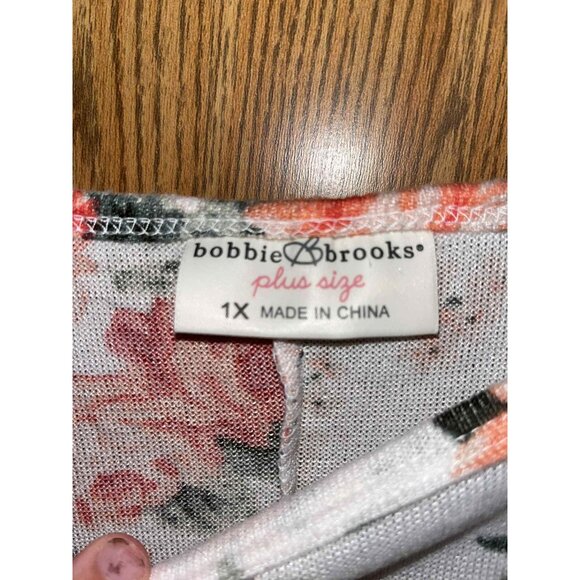 bobbie brooks®
plus size
1X MADE IN CHINA